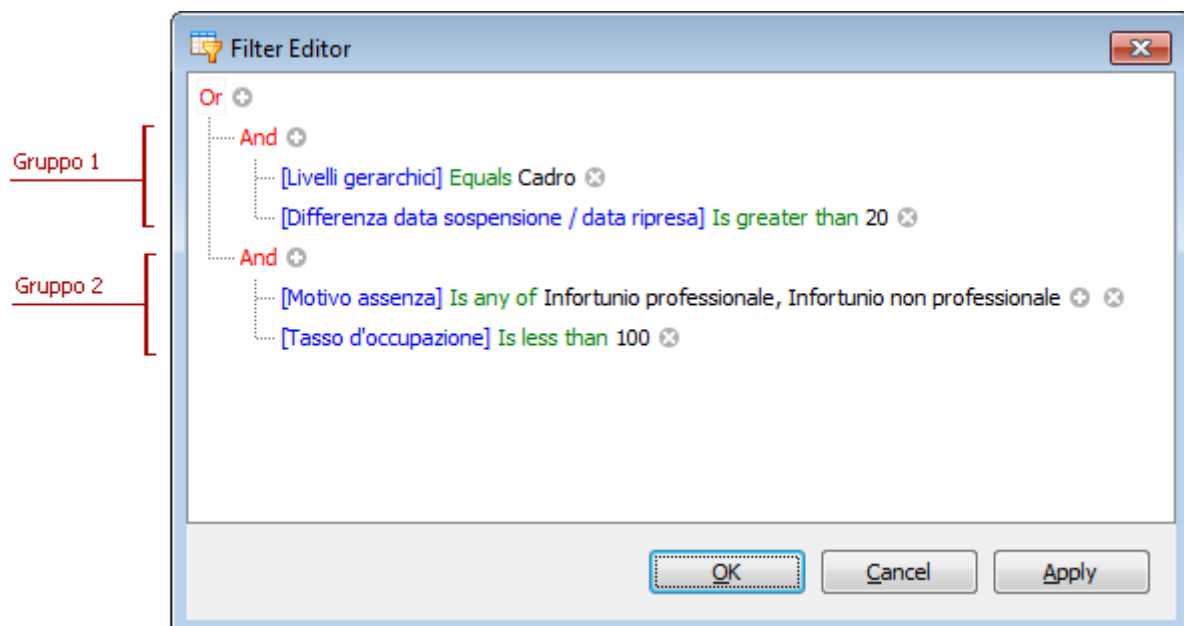 Filter Editor
Or
And
Gruppo 1
[Livelli gerarchici] Equals Cadro
[Differenza data sospensione / data ripresa] Is greater than 20
And
Gruppo 2
[Motivo assenza] Is any of Infortunio professionale, Infortunio non professionale
[Tasso d'occupazione] Is less than 100
OK Cancel Apply